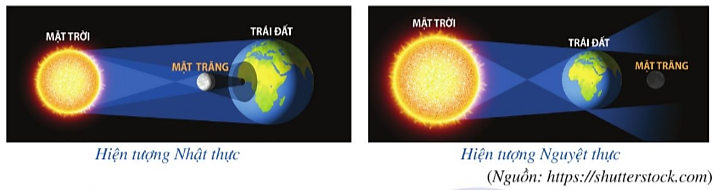 MẶT TRỜI
MẶT TRĂNG
TRÁI ĐẤT
MẶT TRỜI
TRÁI ĐẤT
MẶT TRĂNG
Hiện tượng Nhật thực
Hiện tượng Nguyệt thực
(Nguồn: https://shutterstock.com)